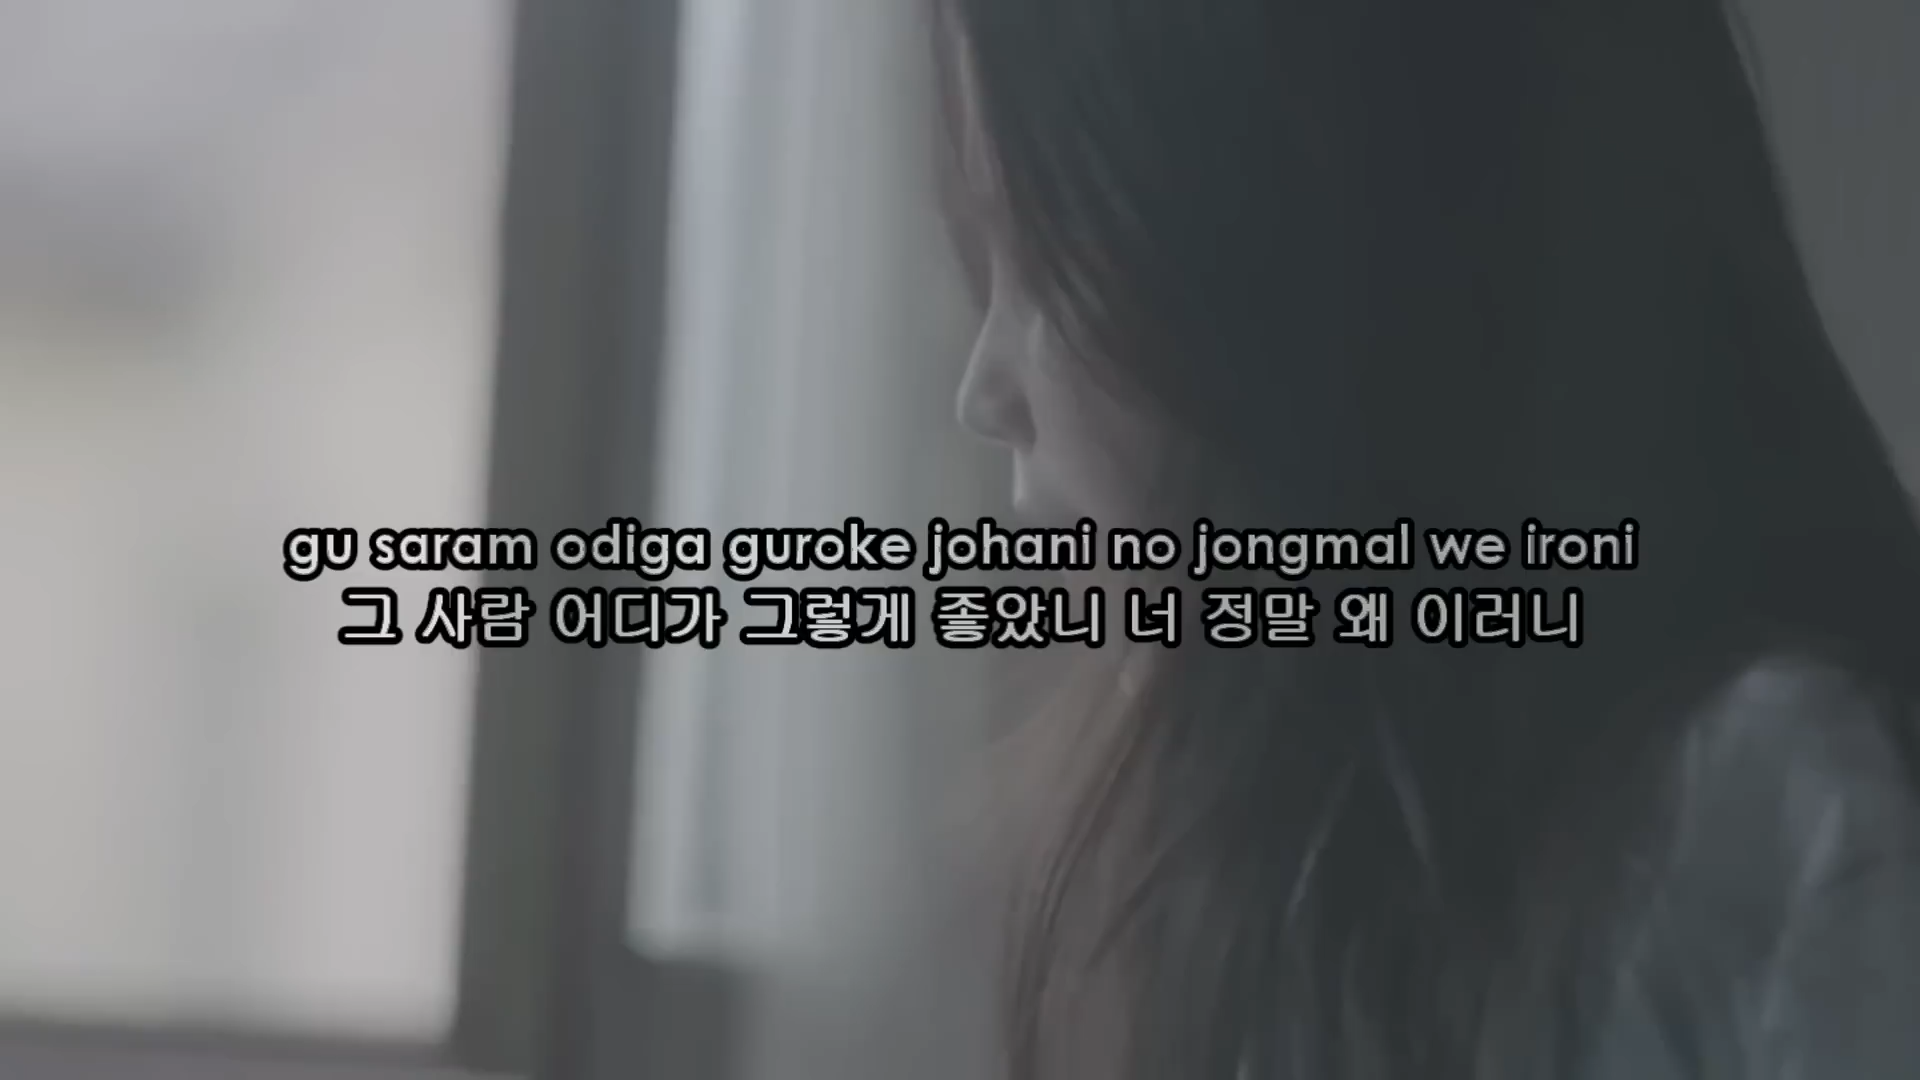 gu saram odiga guroke johani no jongmal we ironi
그 사람 어디가 그렇게 좋았니 너 정말 왜 이러니